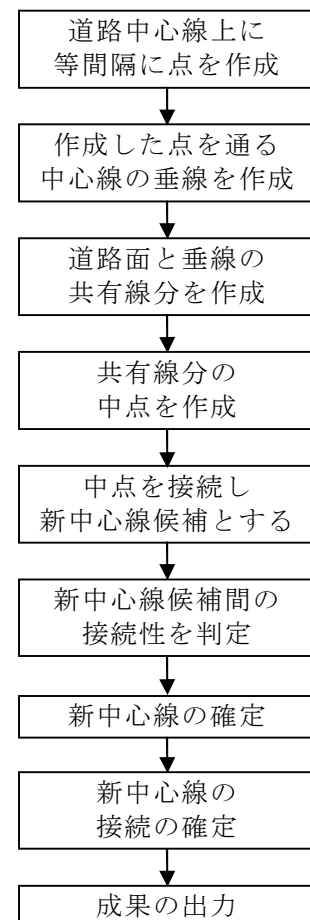 道路中心線上に
等間隔に点を作成
作成した点を通る
中心線の垂線を作成
道路面と垂線の
共有線分を作成
共有線分の
中点を作成
中点を接続し
新中心線候補とする
新中心線候補間の
接続性を判定
新中心線の確定
新中心線の
接続の確定
成果の出力